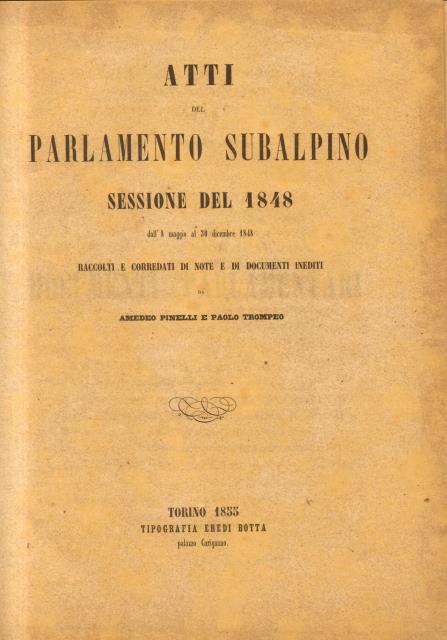 ATTI
DEL
PARLAMENTO SUBALPINO
SESSIONE DEL 1848
dall' 8 maggio al 30 dicembre 1848
RACCOLTI E CORREDATI DI NOTE E DI DOCUMENTI INEDITI
DA
AMEDEO PINELLI E PAOLO TROMPEO
TORINO 1855
TIPOGRAFIA EREDI BOTTA
palazzo Carignano.